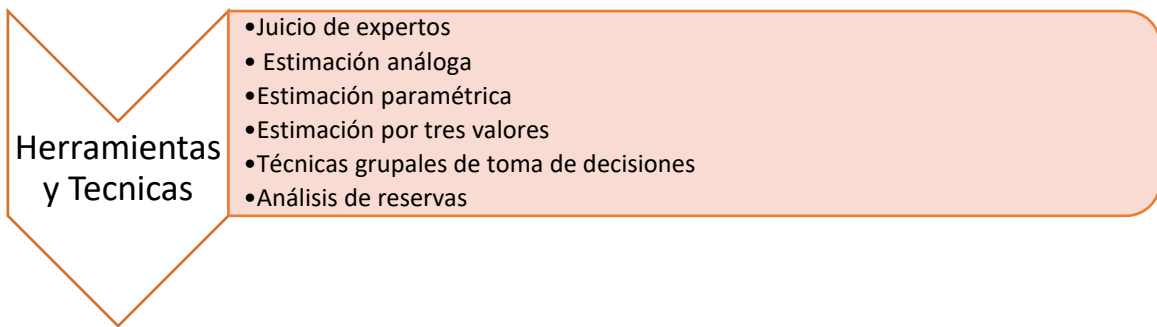 Herramientas
y Tecnicas
•Juicio de expertos
• Estimación análoga
•Estimación paramétrica
•Estimación por tres valores
•Técnicas grupales de toma de decisiones
•Análisis de reservas